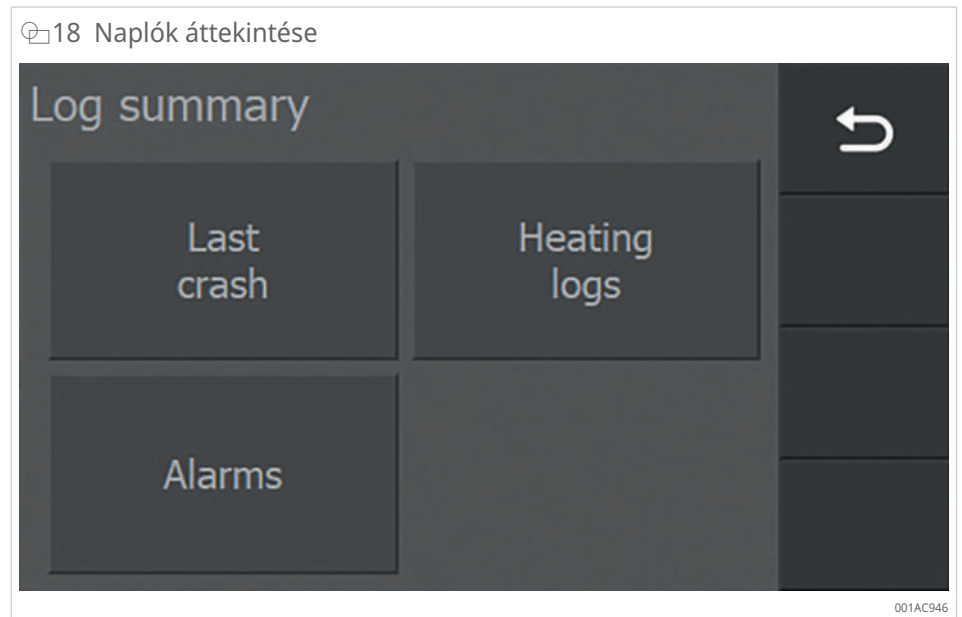 18 Naplók áttekintése
Log summary
Last
crash
Heating
logs
Alarms
001AC946